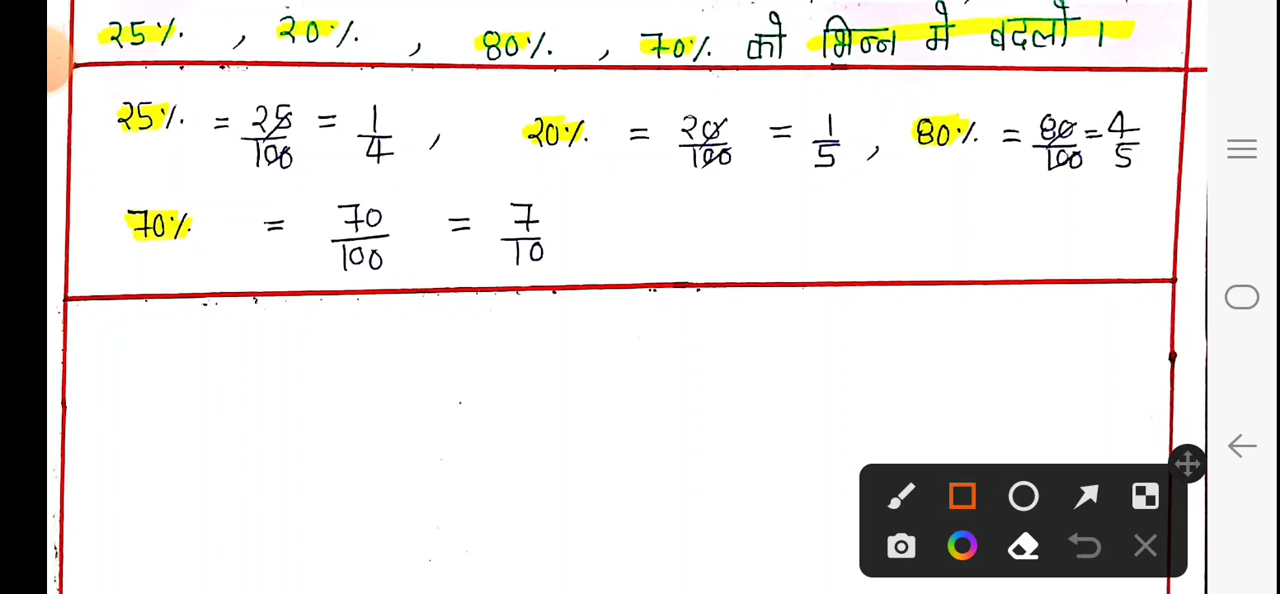 25% , 20% , 80% , 70% को भिन्न में बदलो ।
25% = 25/100 = 1/4 , 20% = 20/100 = 1/5 , 80% = 80/100 = 4/5
70% = 70/100 = 7/10